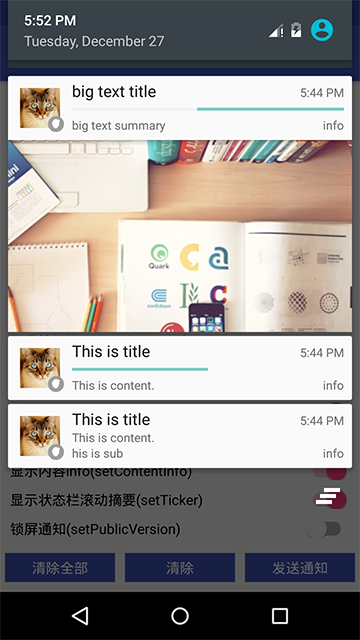 5:52 PM
Tuesday, December 27
big text title
5:44 PM
big text summary
info
Quark
conEdison
This is title
5:44 PM
This is content.
info
This is title
5:44 PM
This is content.
his is sub
info
显示内容Info(setContentInfo)
显示状态栏滚动摘要(setTicker)
锁屏通知(setPublicVersion)
清除全部
清除
发送通知